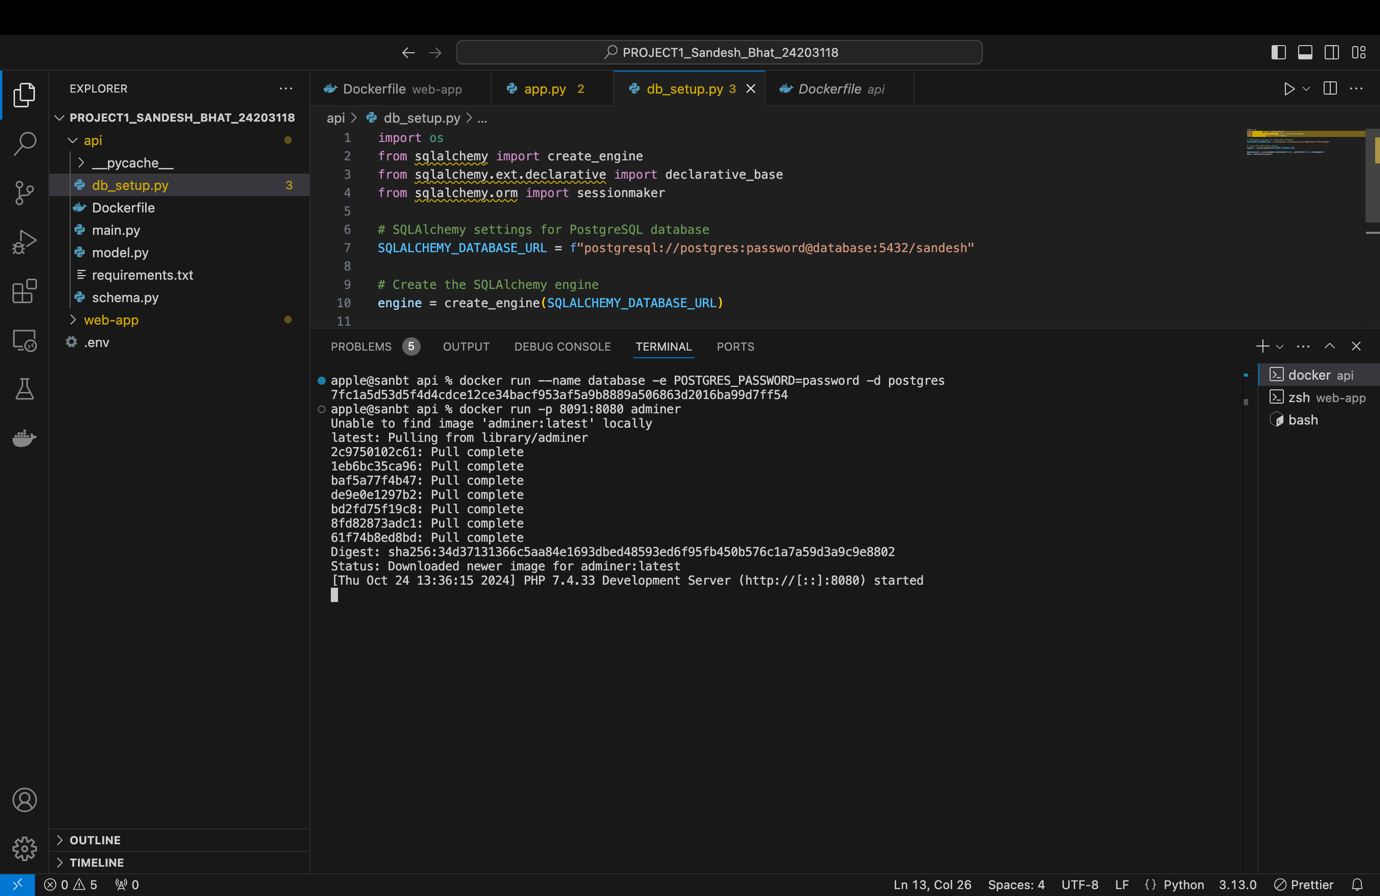 PROJECT1_Sandesh_Bhat_24203118
EXPLORER
PROJECT1_SANDESH_BHAT_24203118
api
__pycache__
db_setup.py 3
Dockerfile
main.py
model.py
requirements.txt
schema.py
web-app
.env
OUTLINE
TIMELINE
Dockerfile web-app
app.py 2
db_setup.py 3
Dockerfile api
api > db_setup.py > ...
1 import os
2 from sqlalchemy import create_engine
3 from sqlalchemy.ext.declarative import declarative_base
4 from sqlalchemy.orm import sessionmaker
5
6 # SQLAlchemy settings for PostgreSQL database
7 SQLALCHEMY_DATABASE_URL = f"postgresql://postgres:password@database:5432/sandesh"
8
9 # Create the SQLAlchemy engine
10 engine = create_engine(SQLALCHEMY_DATABASE_URL)
11
PROBLEMS 5 OUTPUT DEBUG CONSOLE TERMINAL PORTS
apple@sanbt api % docker run --name database -e POSTGRES_PASSWORD=password -d postgres
7fc1a5d53d5f4d4cdce12ce34bacf953af5a9b8889a506863d2016ba99d7ff54
apple@sanbt api % docker run -p 8091:8080 adminer
Unable to find image 'adminer:latest' locally
latest: Pulling from library/adminer
2c9750102c61: Pull complete
1eb6bc35ca96: Pull complete
baf5a77f4b47: Pull complete
de9e0e1297b2: Pull complete
bd2fd75f19c8: Pull complete
8fd82873adc1: Pull complete
61f74b8ed8bd: Pull complete
Digest: sha256:34d37131366c5aa84e1693dbed48593ed6f95fb450b576c1a7a59d3a9c9e8802
Status: Downloaded newer image for adminer:latest
[Thu Oct 24 13:36:15 2024] PHP 7.4.33 Development Server (http://[::]:8080) started
docker api
zsh web-app
bash
0 5 0
Ln 13, Col 26 Spaces: 4 UTF-8 LF {} Python 3.13.0 Prettier